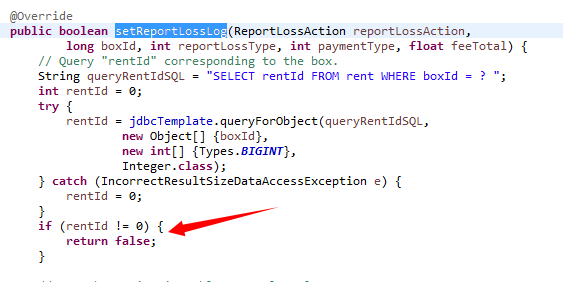 @Override
public boolean setReportLossLog(ReportLossAction reportLossAction,
long boxId, int reportLossType, int paymentType, float feeTotal) {
// Query "rentId" corresponding to the box.
String queryRentIdSQL = "SELECT rentId FROM rent WHERE boxId = ? ";
int rentId = 0;
try {
rentId = jdbcTemplate.queryForObject(queryRentIdSQL,
new Object[] {boxId},
new int[] {Types.BIGINT},
Integer.class);
} catch (IncorrectResultSizeDataAccessException e) {
rentId = 0;
}
if (rentId != 0) {
return false;
}